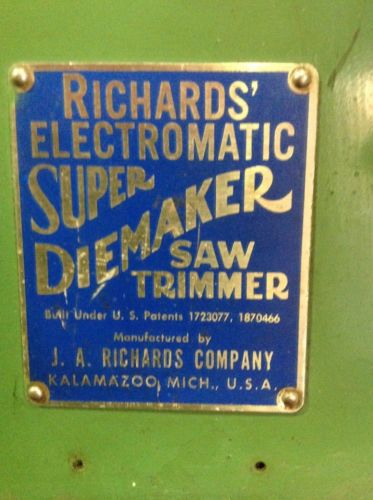 RICHARDS'
ELECTROMATIC
SUPER
DIEMAKER
SAW
TRIMMER
Built Under U. S. Patents 1723077, 1870466
Manufactured by
J. A. RICHARDS COMPANY
KALAMAZOO, MICH., U.S.A.